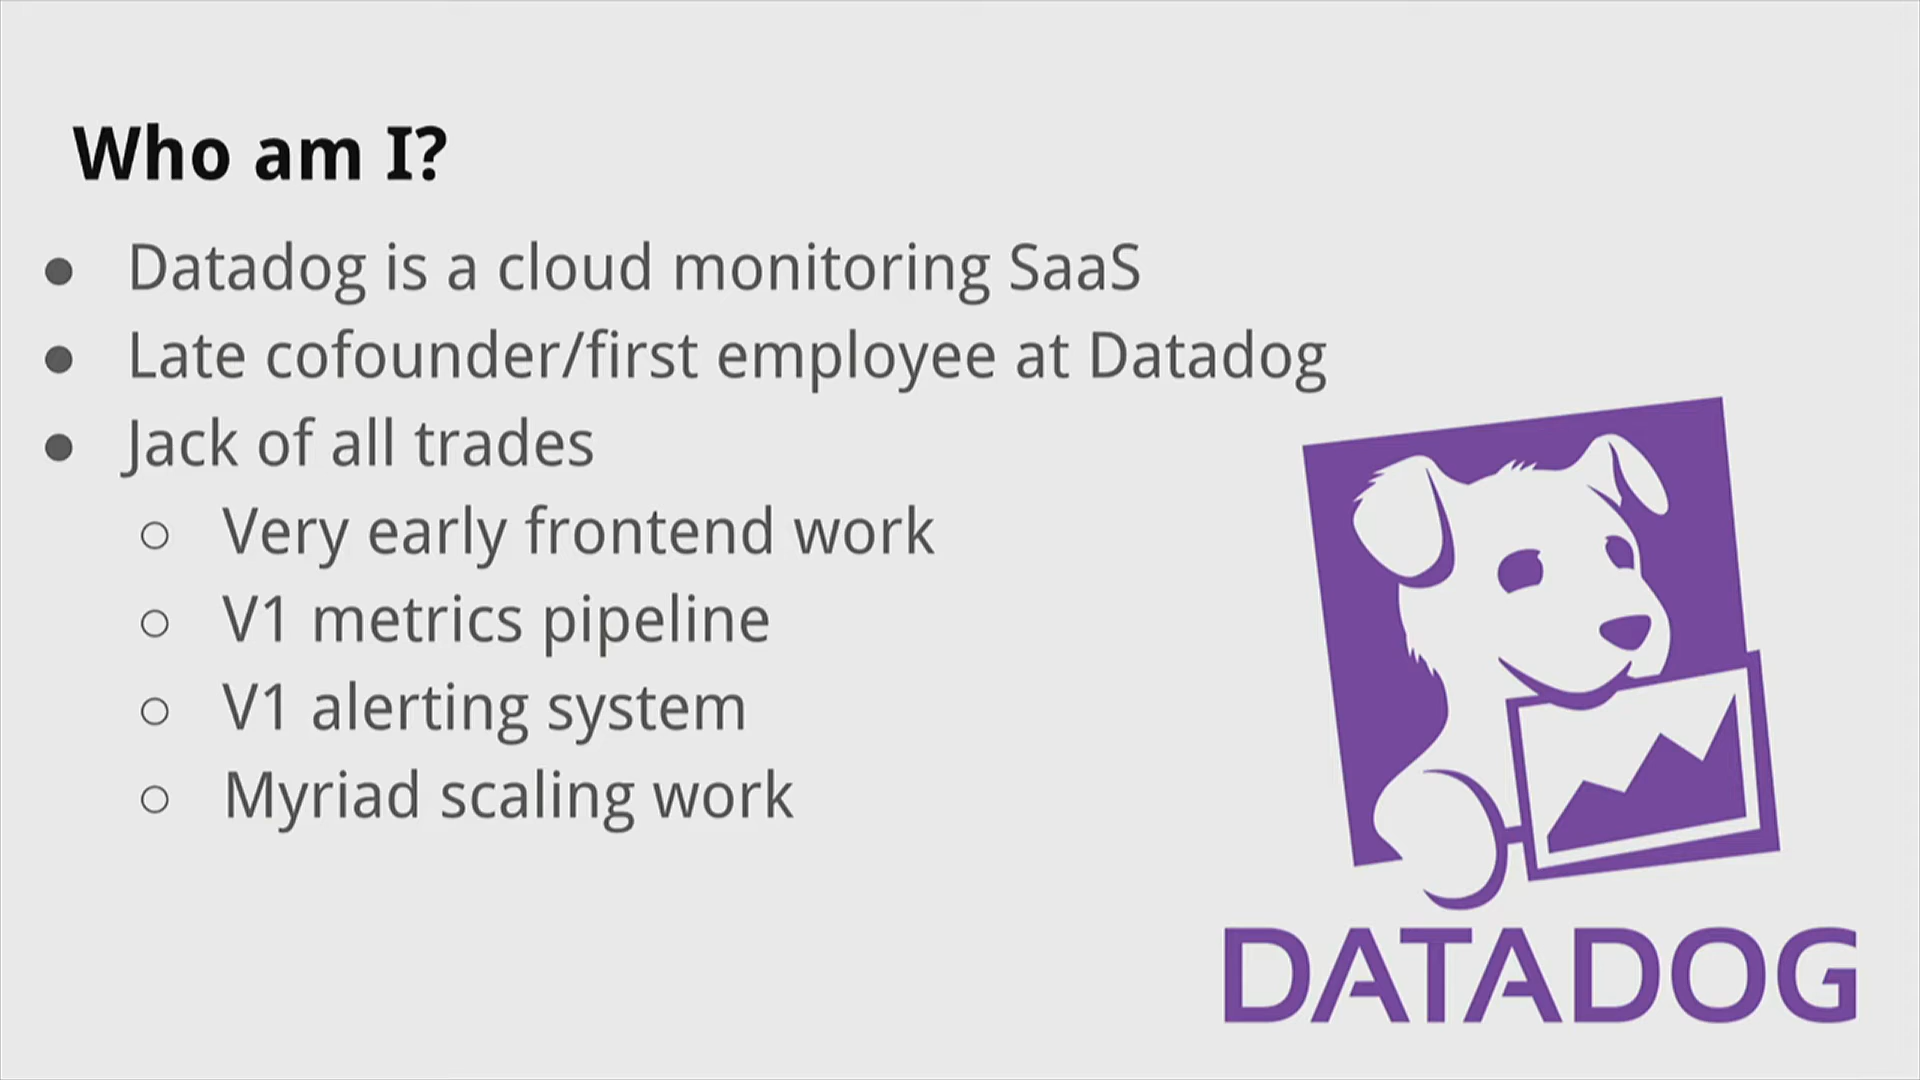 Who am I?
● Datadog is a cloud monitoring SaaS
● Late cofounder/first employee at Datadog
● Jack of all trades
○ Very early frontend work
○ V1 metrics pipeline
○ V1 alerting system
○ Myriad scaling work
DATADOG